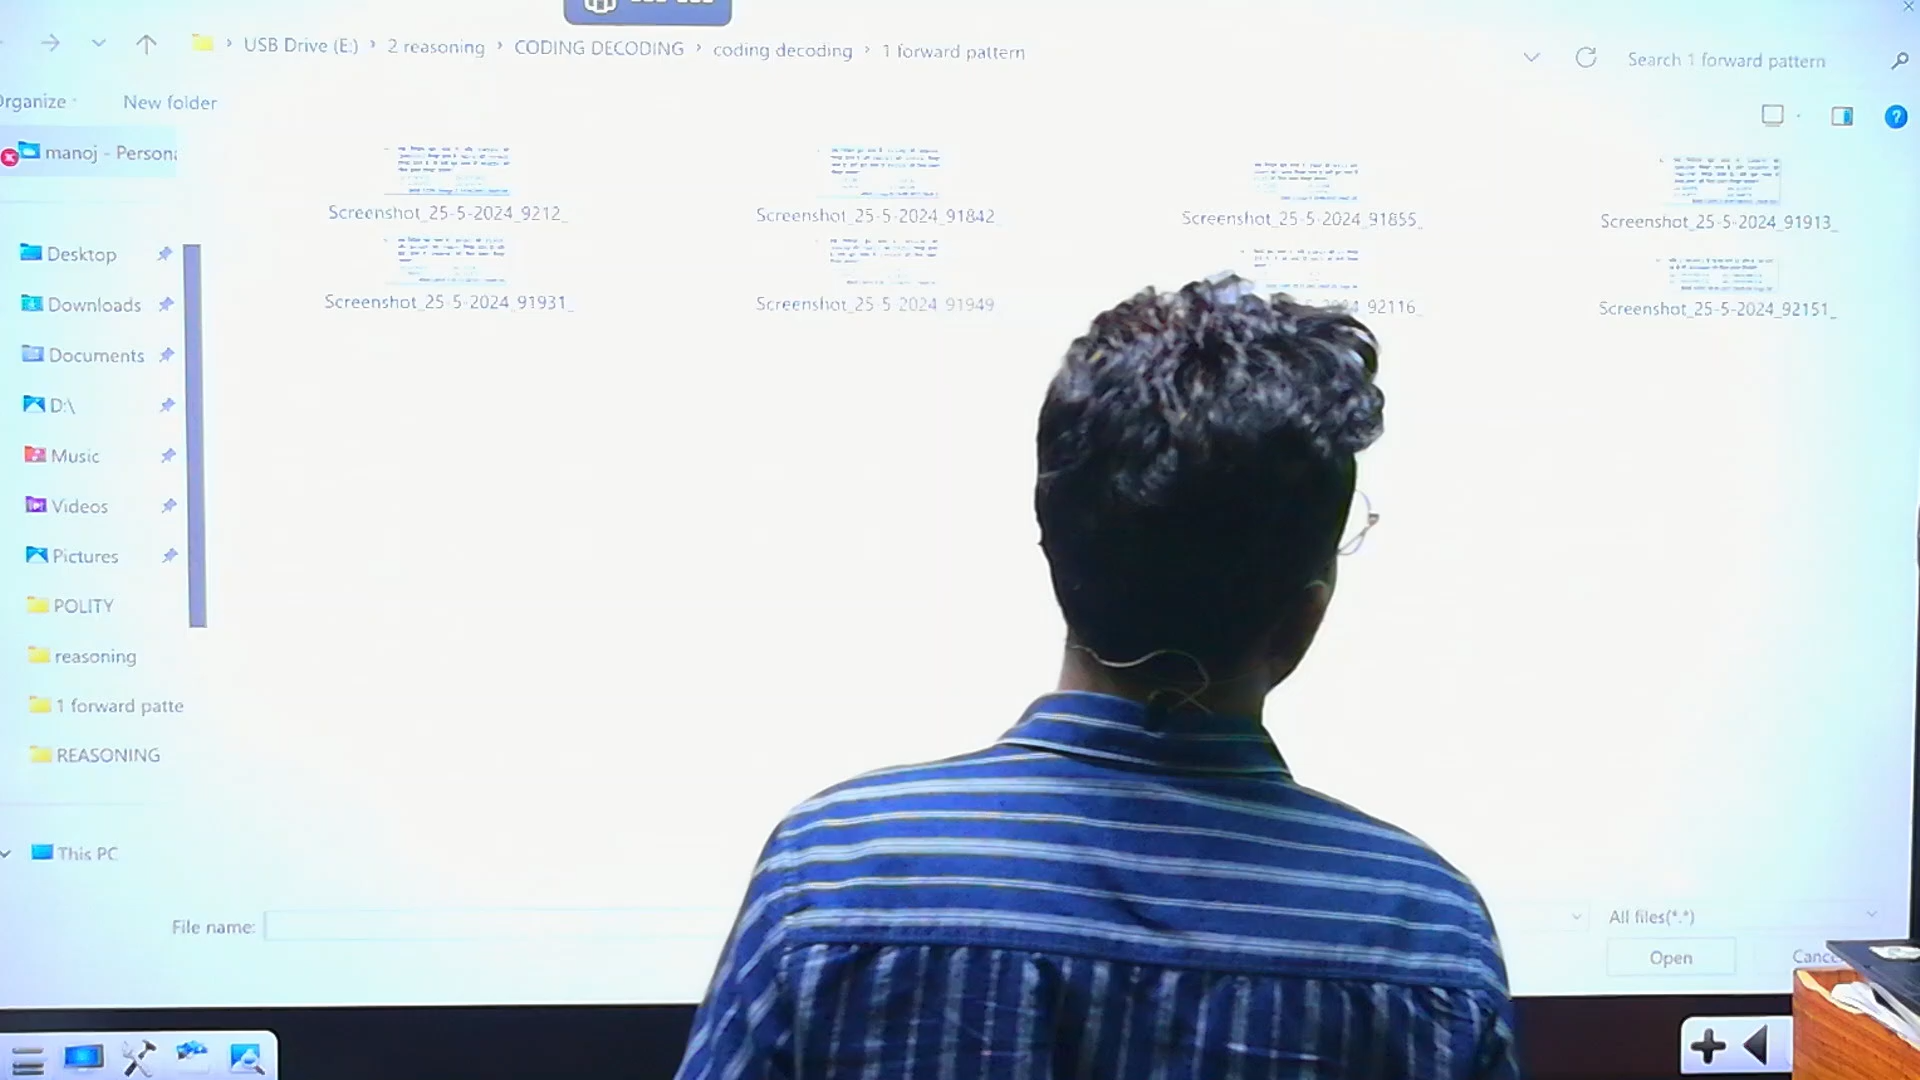 USB Drive (E:) › 2 reasoning › CODING DECODING › coding decoding › 1 forward pattern
Search 1 forward pattern
Organize
New folder
manoj - Persona
Screenshot_25-5-2024_9212_
Screenshot_25-5-2024_91842_
Screenshot_25-5-2024_91855_
Screenshot_25-5-2024_91913_
Screenshot_25-5-2024_91931_
Screenshot_25-5-2024_91949
4_92116_
Screenshot_25-5-2024_92151_
Desktop
Downloads
Documents
D:\
Music
Videos
Pictures
POLITY
reasoning
1 forward patte
REASONING
This PC
File name:
All files(*.*)
Open
Cance